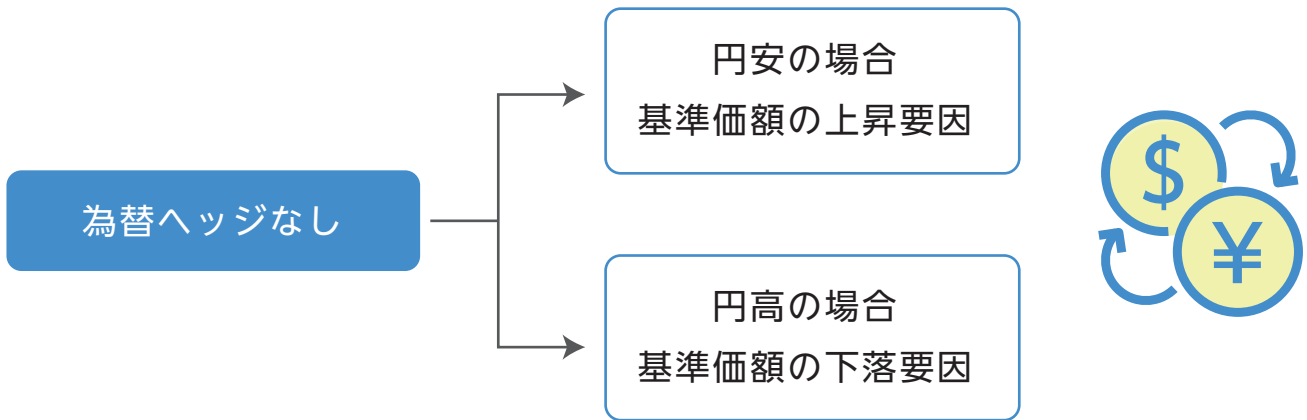 円安の場合
基準価額の上昇要因
為替ヘッジなし
円高の場合
基準価額の下落要因
$
¥